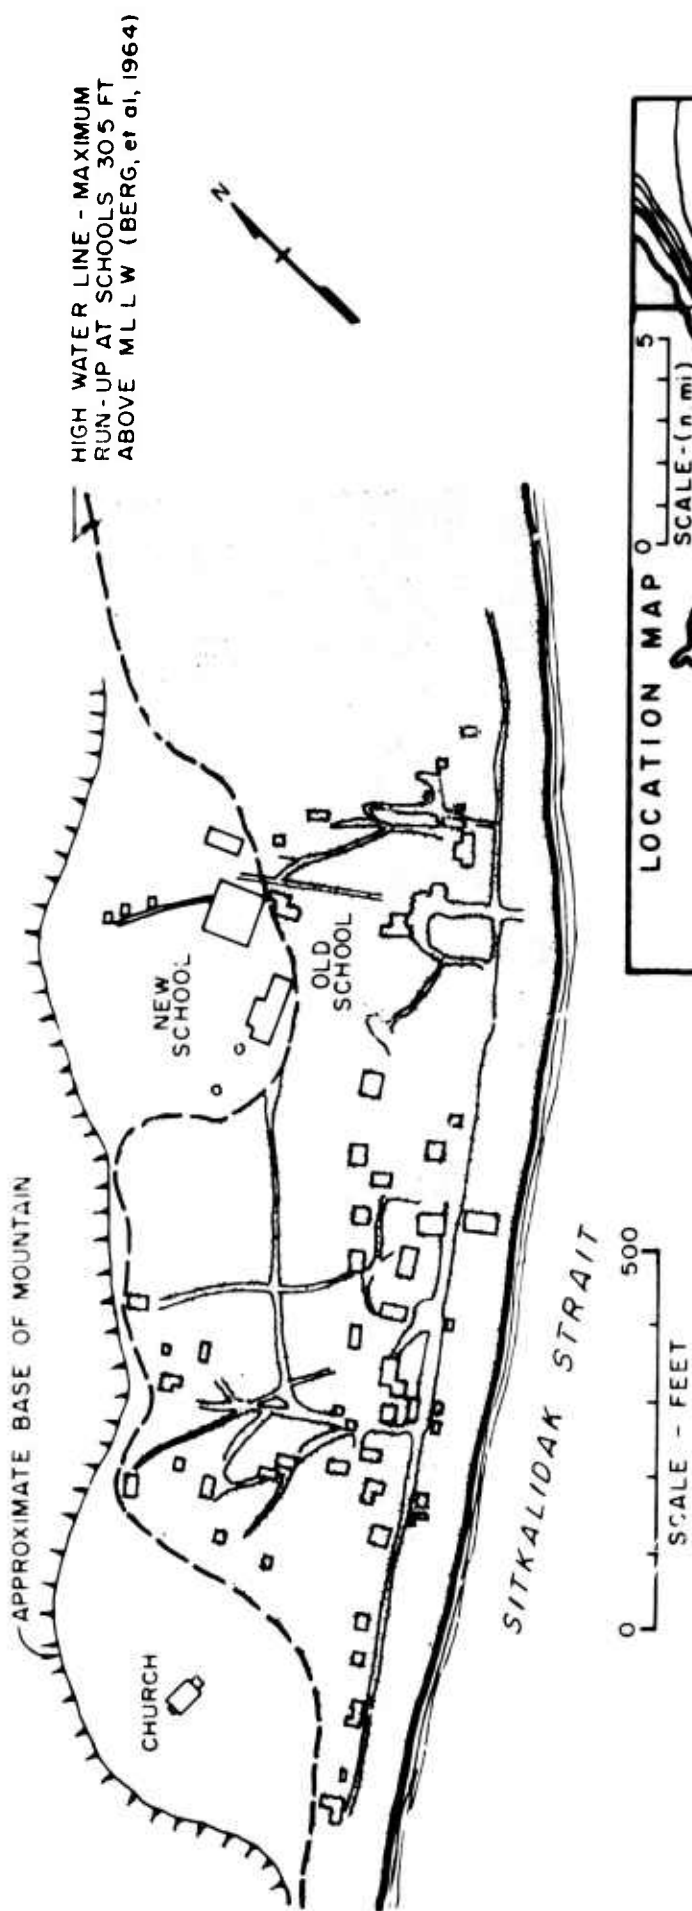 HIGH WATER LINE - MAXIMUM
RUN-UP AT SCHOOLS 30 5 FT
ABOVE ML L W (BERG, et al, 1964)
N
APPROXIMATE BASE OF MOUNTAIN
NEW
SCHOOL
OLD
SCHOOL
CHURCH
SITKALIDAK STRAIT
0 500
SCALE - FEET
LOCATION MAP
0 5
SCALE-(n.mi)